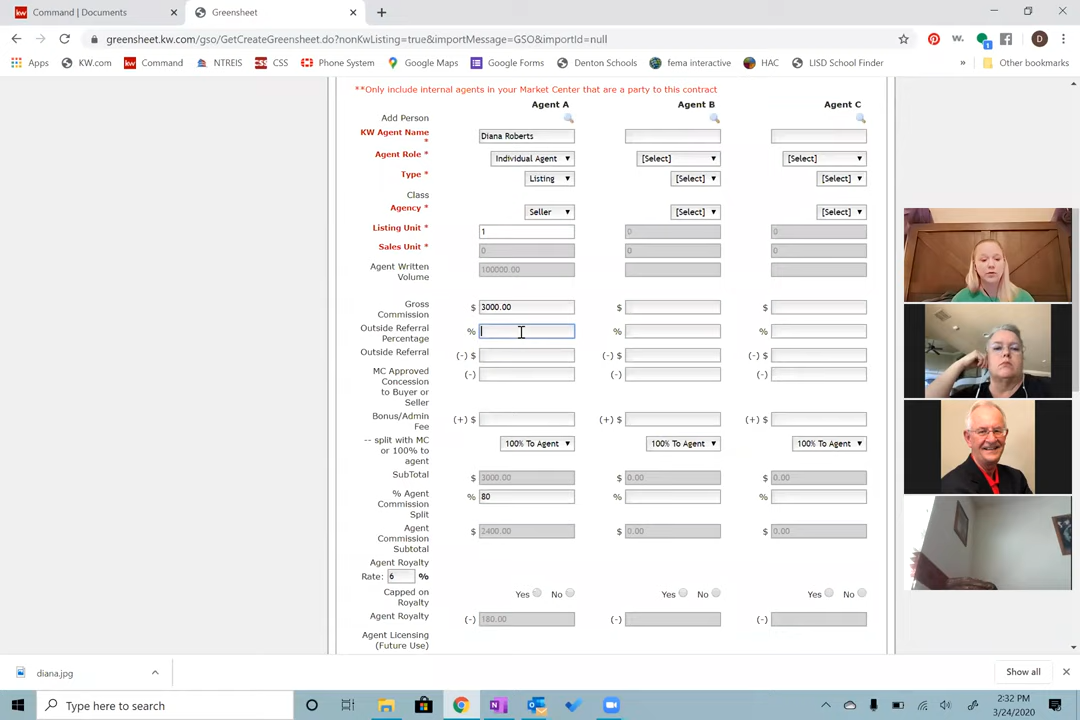 Command | Documents
Greensheet
greensheet.kw.com/gso/GetCreateGreensheet.do?nonKwListing=true&importMessage=GSO&importId=null
Apps KW.com Command NTREIS CSS Phone System Google Maps Google Forms Denton Schools fema interactive HAC LISD School Finder » Other bookmarks
**Only include internal agents in your Market Center that are a party to this contract
Agent A Agent B Agent C
Add Person
KW Agent Name * Diana Roberts
Agent Role * Individual Agent [Select] [Select]
Type * Listing [Select] [Select]
Class
Agency * Seller [Select] [Select]
Listing Unit * 1 0 0
Sales Unit * 0 0 0
Agent Written Volume 100000.00
Gross Commission $ 3000.00 $ $
Outside Referral Percentage % % %
Outside Referral (-) $ (-) $ (-) $
MC Approved Concession to Buyer or Seller (-) (-) (-)
Bonus/Admin Fee (+) $ (+) $ (+) $
-- split with MC or 100% to agent 100% To Agent 100% To Agent 100% To Agent
SubTotal $ 3000.00 $ 0.00 $ 0.00
% Agent Commission Split % 80 % %
Agent Commission Subtotal $ 2400.00 $ 0.00 $ 0.00
Agent Royalty Rate: 6 %
Capped on Royalty Yes No Yes No Yes No
Agent Royalty (-) 180.00 (-) (-)
Agent Licensing (Future Use)
diana.jpg
Show all
Type here to search
2:32 PM
3/24/2020